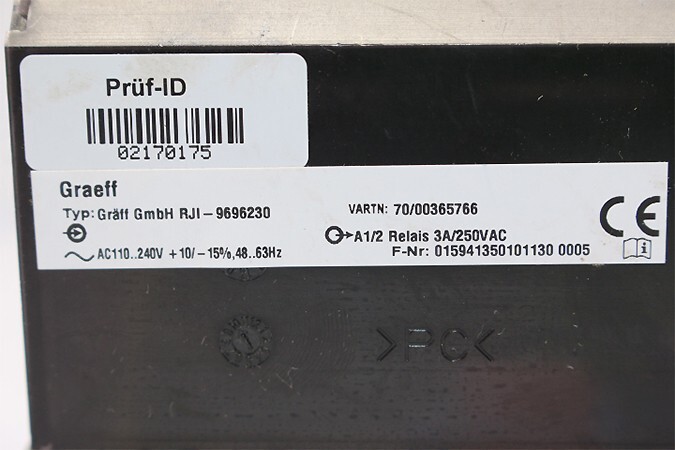 Prüf-ID
02170175
Graeff
Typ: Gräff GmbH RJI-9696230
VARTN: 70/00365766
A1/2 Relais 3A/250VAC
AC110..240V +10/-15%,48..63Hz
F-Nr: 015941350101130 0005
CE
i
>PC<